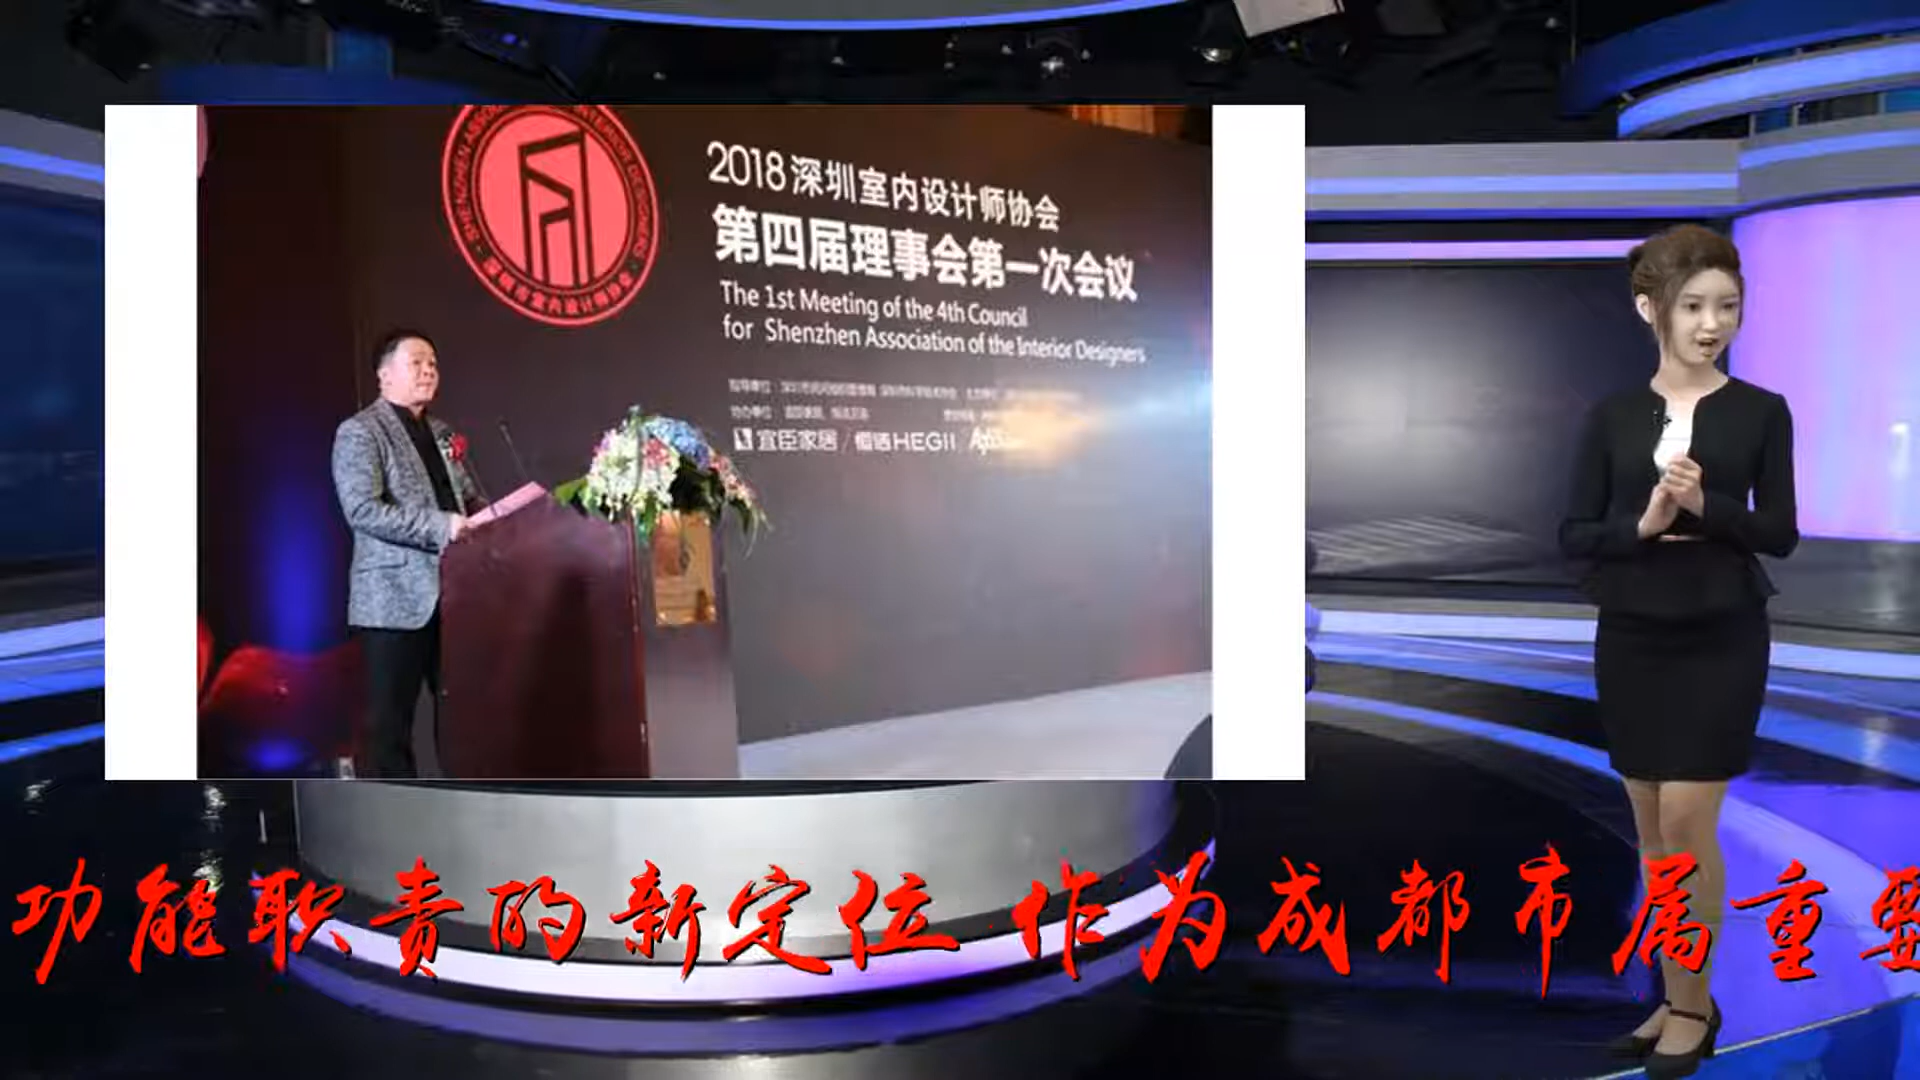 2018深圳室内设计师协会
第四届理事会第一次会议
The 1st Meeting of the 4th Council
for Shenzhen Association of the Interior Designers
宜臣家居 / 恒洁HEGII
功能职责的新定位 作为成都市属重要